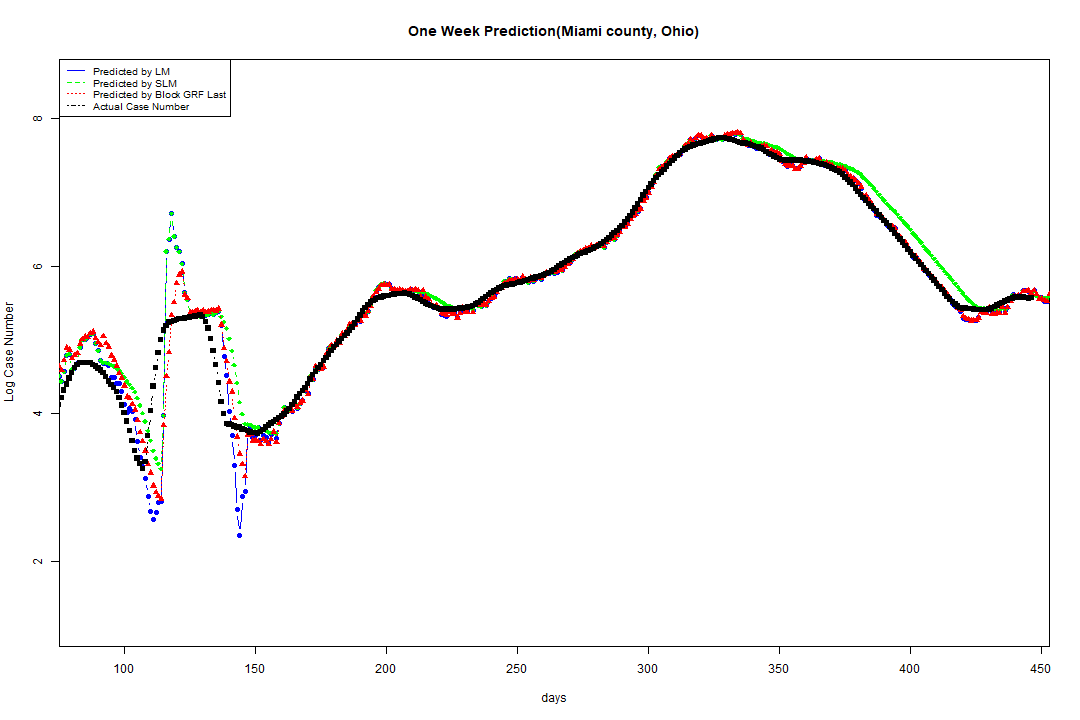 One Week Prediction(Miami county, Ohio)
Predicted by LM
Predicted by SLM
Predicted by Block GRF Last
Actual Case Number
8
6
4
2
Log Case Number
100 150 200 250 300 350 400 450
days